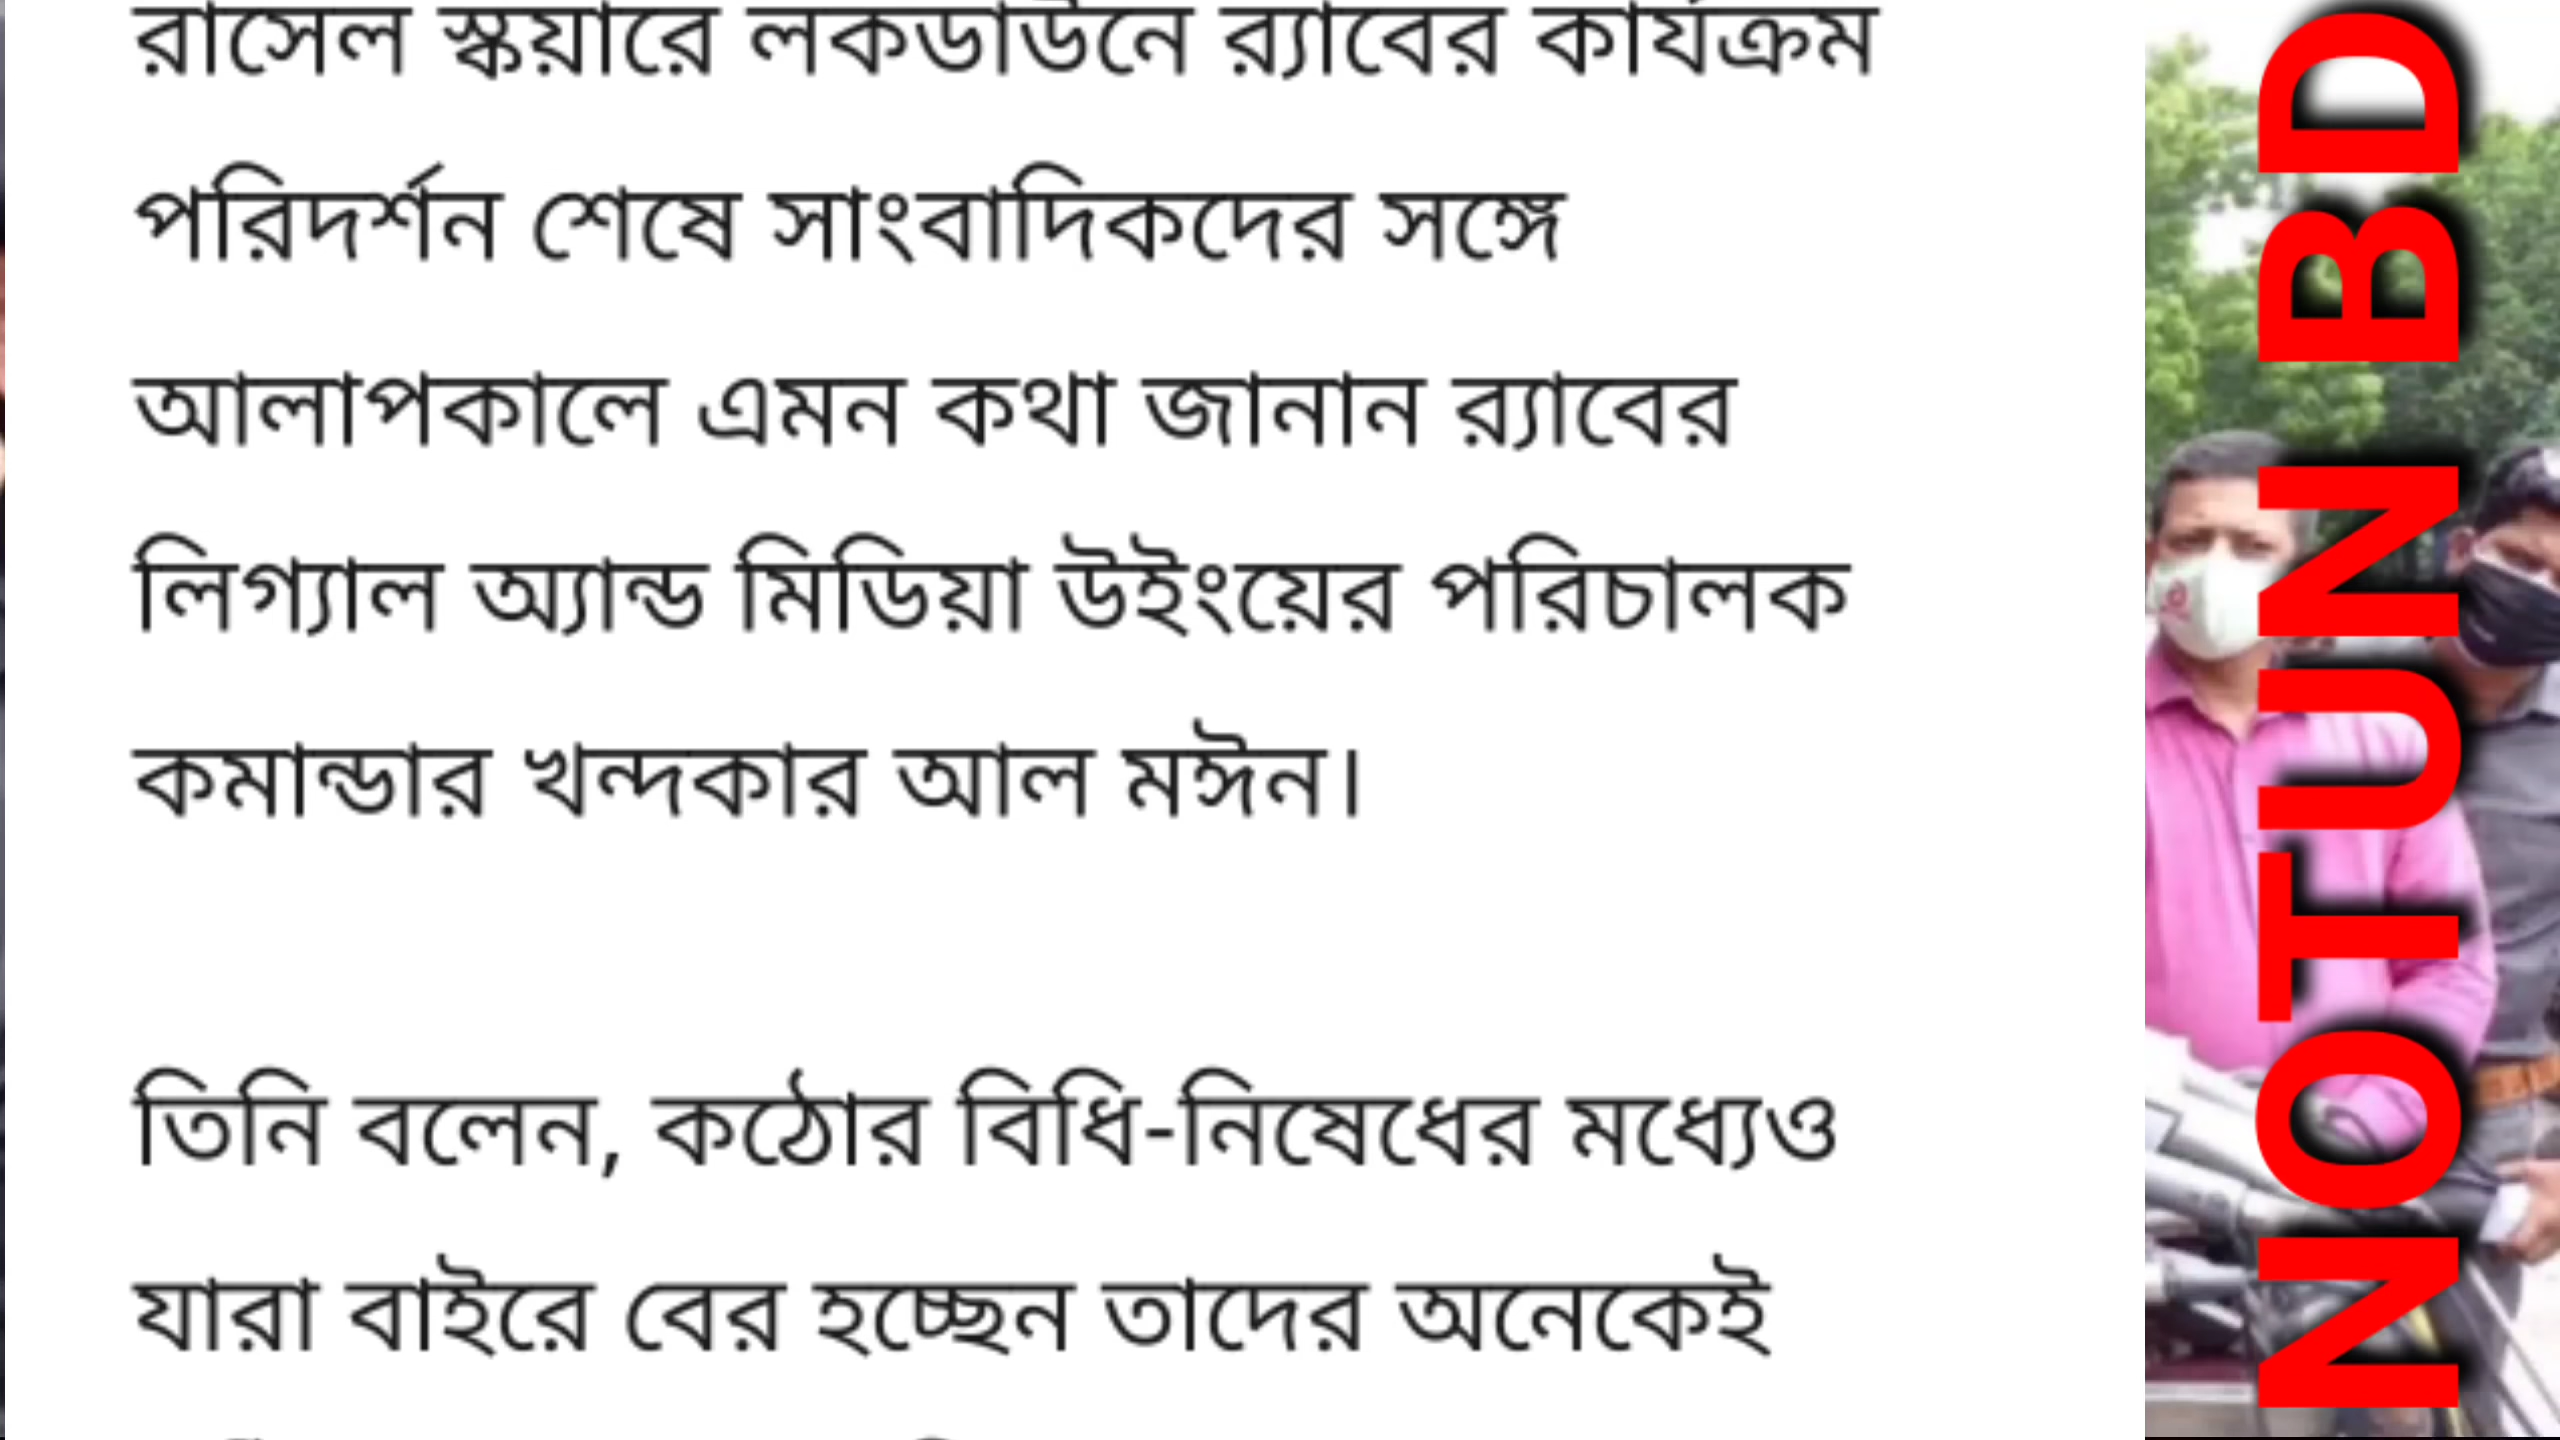 রাসেল স্কয়ারে লকডাউনে র‍্যাবের কার্যক্রম
পরিদর্শন শেষে সাংবাদিকদের সঙ্গে
আলাপকালে এমন কথা জানান র‍্যাবের
লিগ্যাল অ্যান্ড মিডিয়া উইংয়ের পরিচালক
কমান্ডার খন্দকার আল মঈন।
তিনি বলেন, কঠোর বিধি-নিষেধের মধ্যেও
যারা বাইরে বের হচ্ছেন তাদের অনেকেই
NOTUN BD